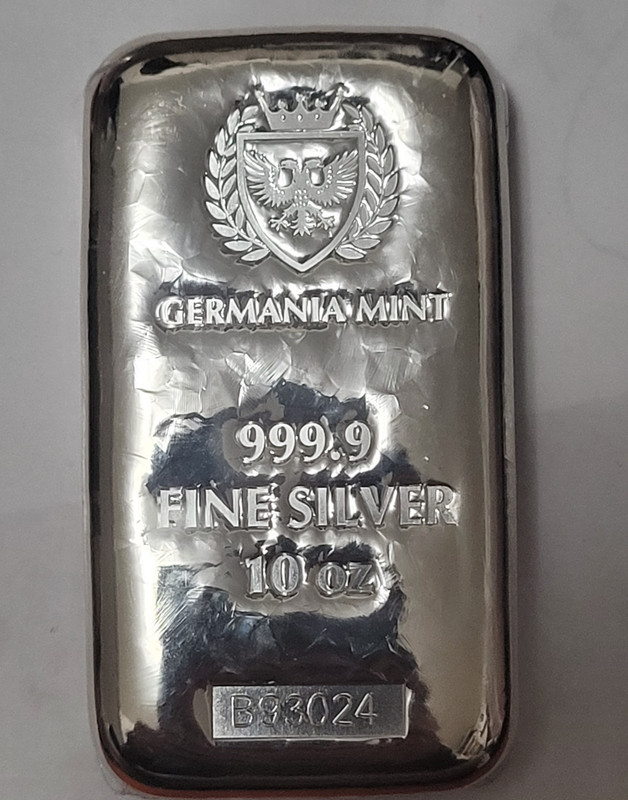 GERMANIA MINT
999.9
FINE SILVER
10 oz
B93024